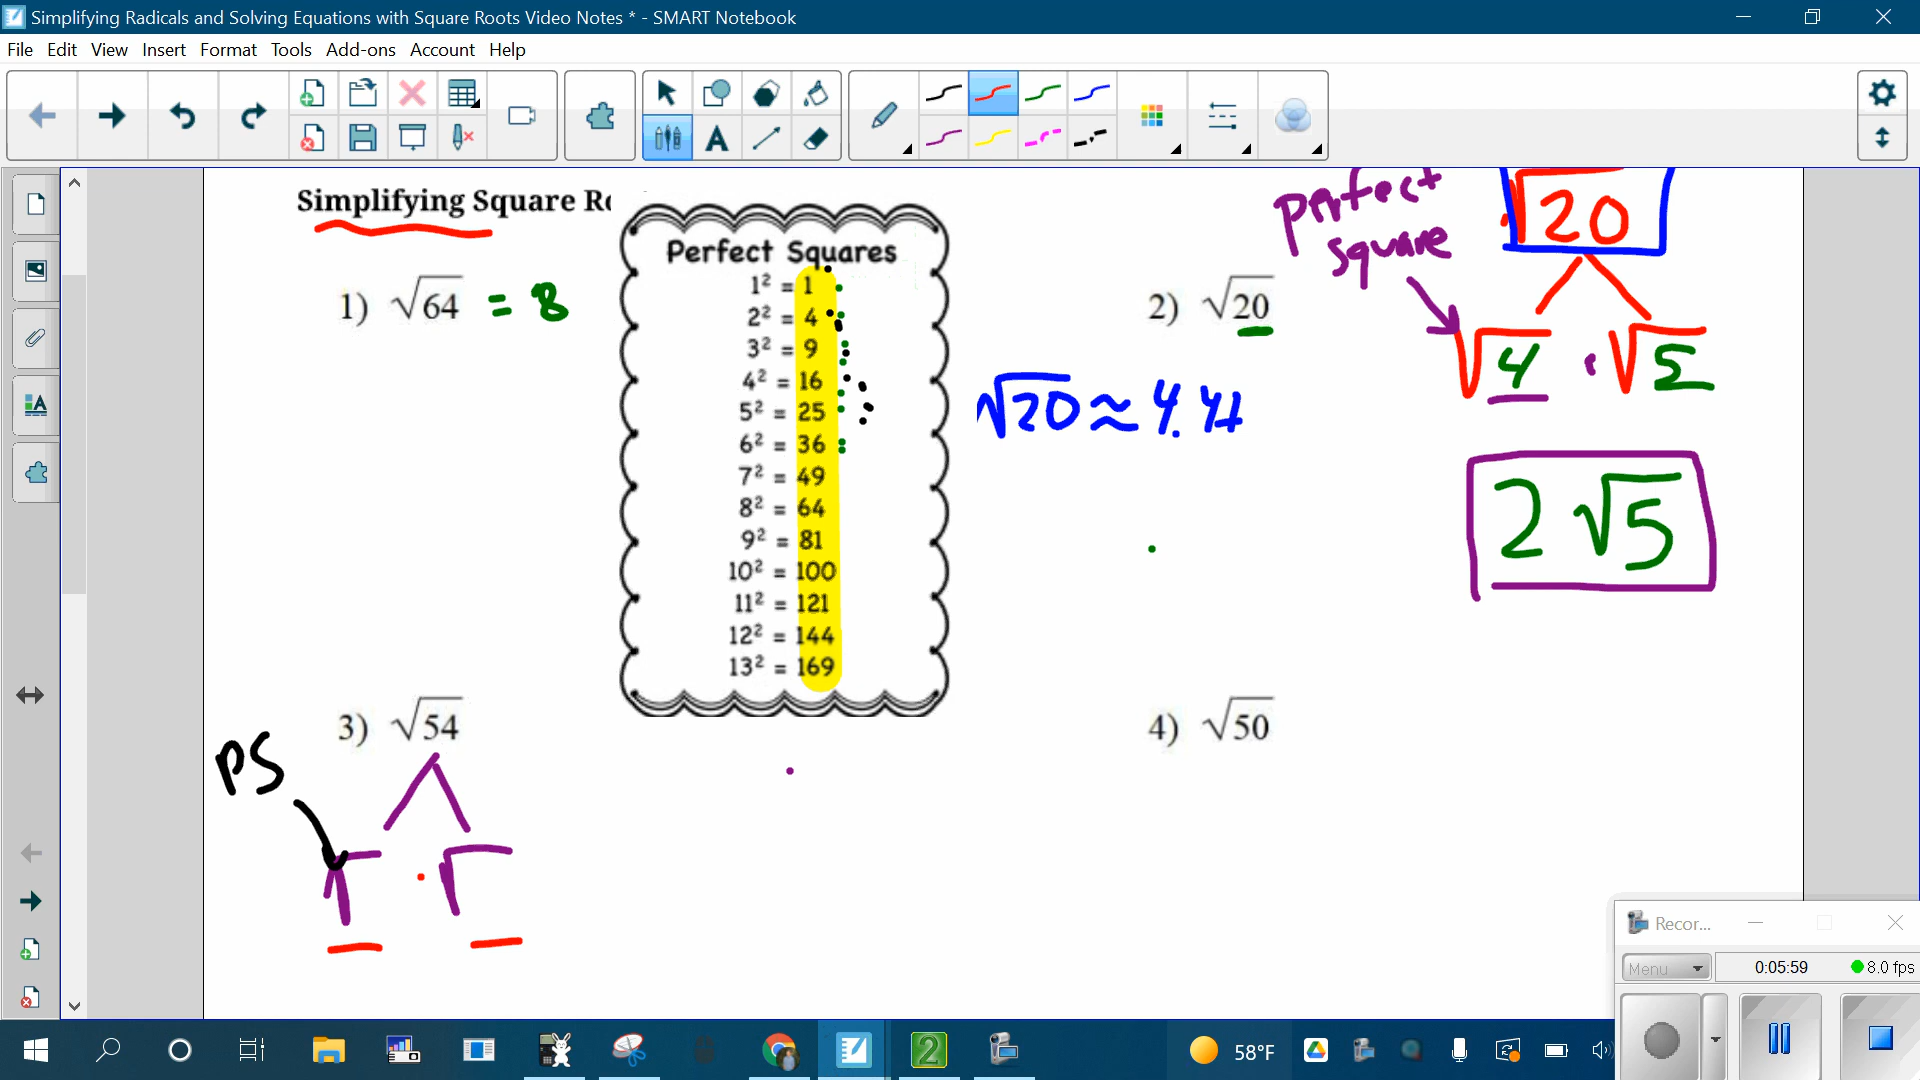 Simplifying Radicals and Solving Equations with Square Roots Video Notes * - SMART Notebook
File Edit View Insert Format Tools Add-ons Account Help
Simplifying Square
Perfect Squares
1² = 1
2² = 4
3² = 9
4² = 16
5² = 25
6² = 36
7² = 49
8² = 64
9² = 81
10² = 100
11² = 121
12² = 144
13² = 169
1) √64 = 8
2) √20
perfect
square
√20
√4 · √5
√20 ≈ 4.47
2√5
3) √54
PS
4) √50
Recor...
Menu
0:05:59
8.0 fps
58°F